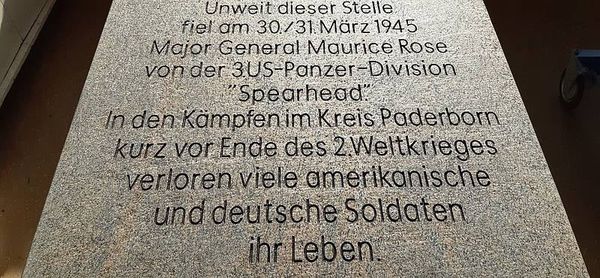 Unweit dieser Stelle
fiel am 30./31. März 1945
Major General Maurice Rose
von der 3US-Panzer-Division
"Spearhead".
In den Kämpfen im Kreis Paderborn
kurz vor Ende des 2. Weltkrieges
verloren viele amerikanische
und deutsche Soldaten
ihr Leben.